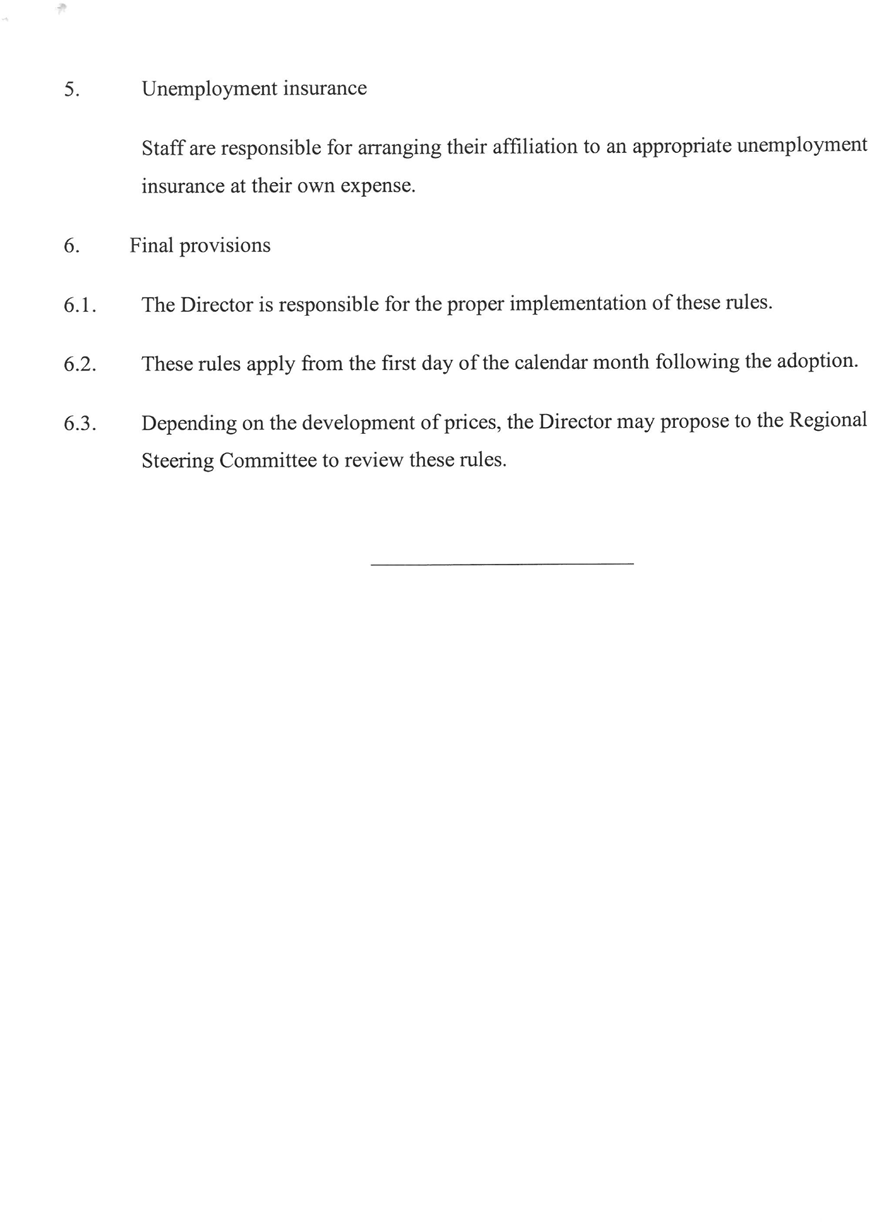 5. Unemployment insurance
Staff are responsible for arranging their affiliation to an appropriate unemployment
insurance at their own expense.
6. Final provisions
6.1. The Director is responsible for the proper implementation of these rules.
6.2. These rules apply from the first day of the calendar month following the adoption.
6.3. Depending on the development of prices, the Director may propose to the Regional
Steering Committee to review these rules.